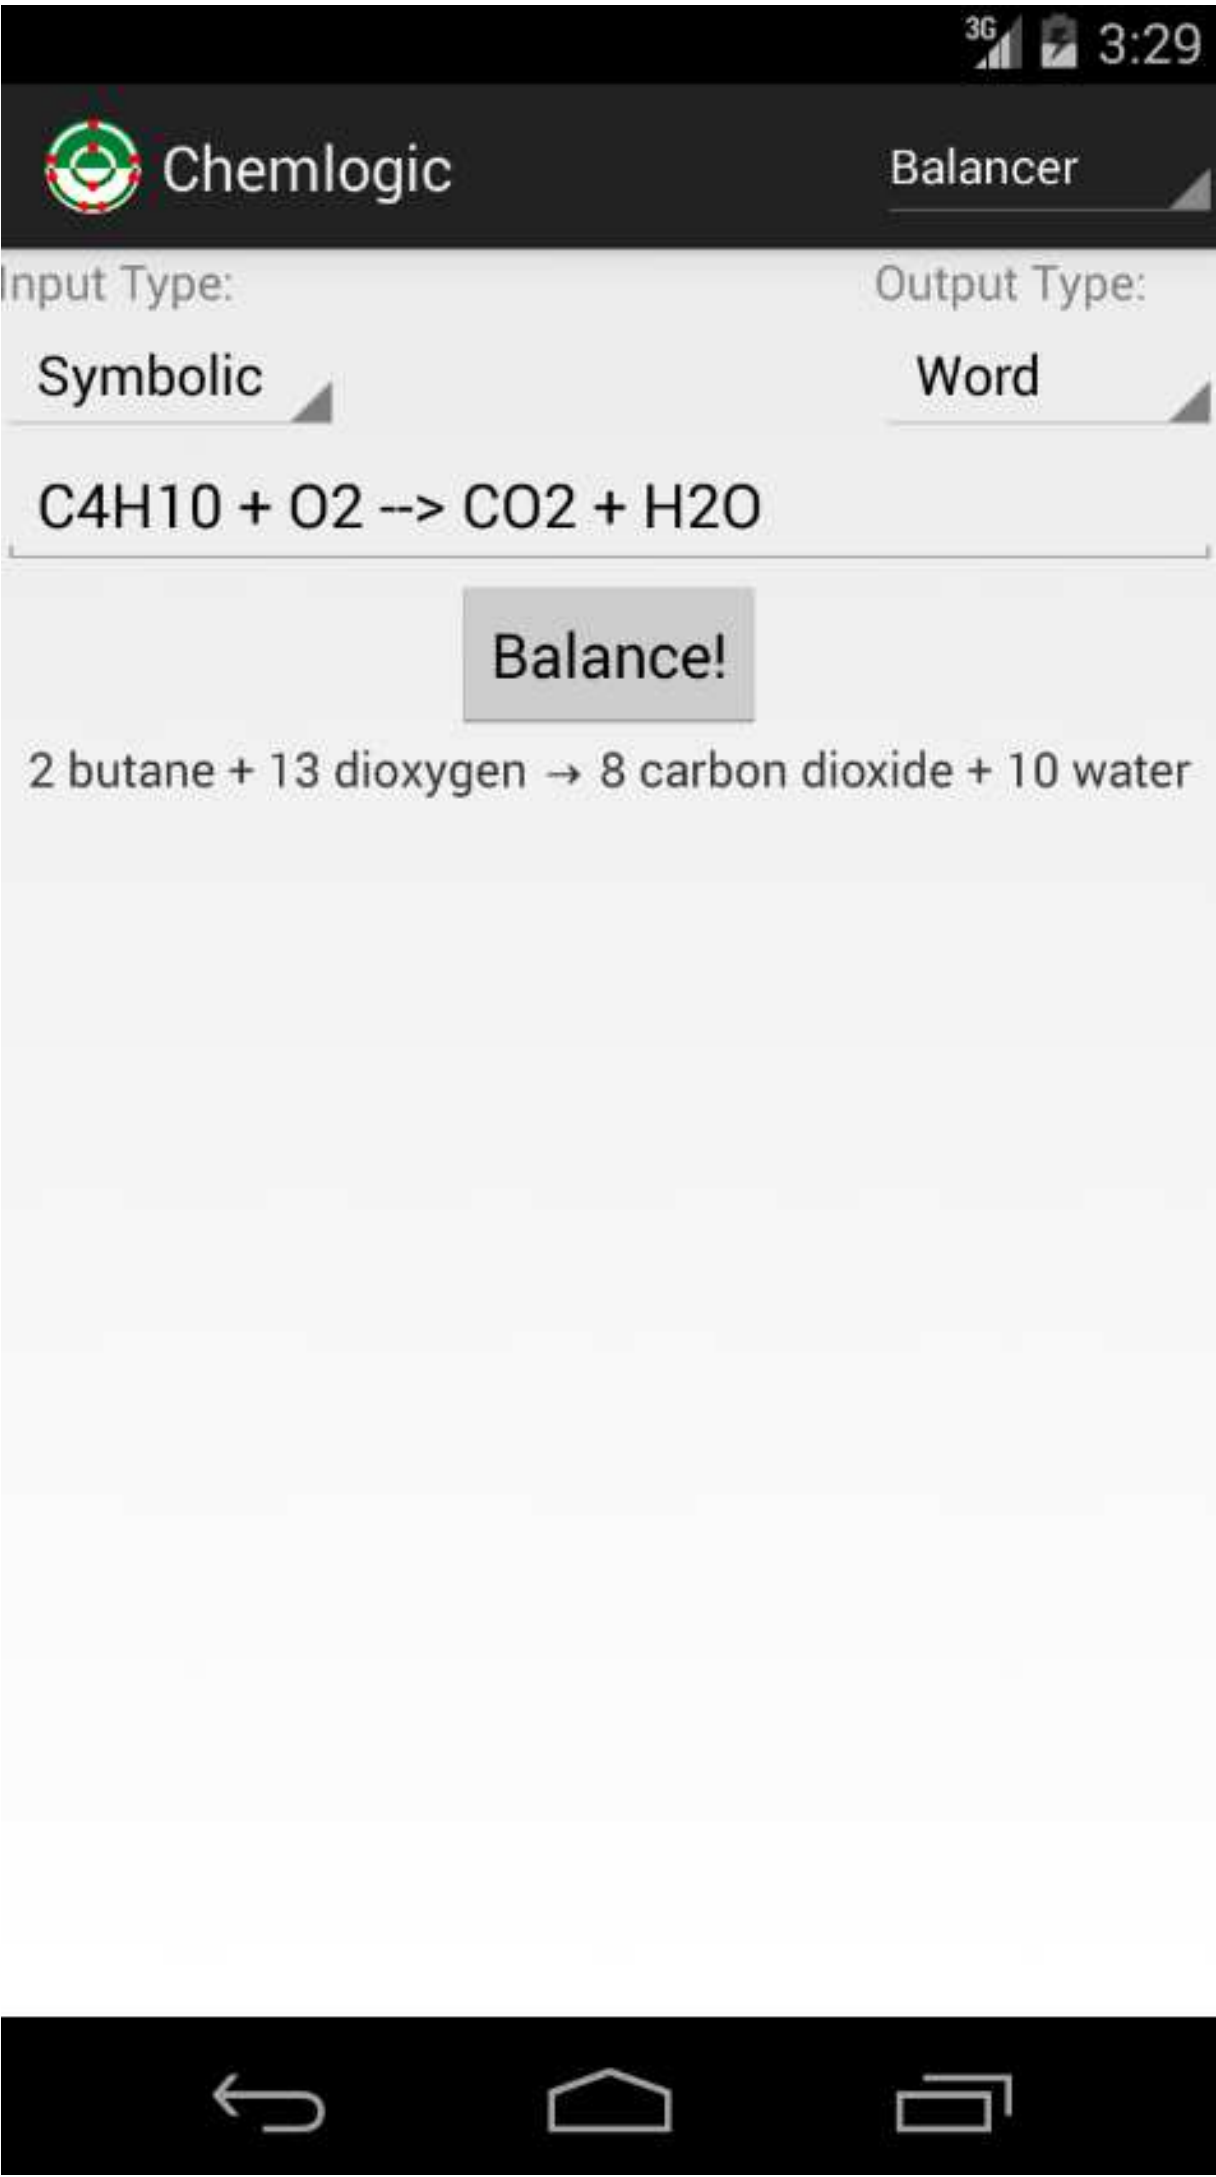 3G 3:29
Chemlogic Balancer
Input Type: Output Type:
Symbolic Word
C4H10 + O2 --> CO2 + H2O
Balance!
2 butane + 13 dioxygen → 8 carbon dioxide + 10 water